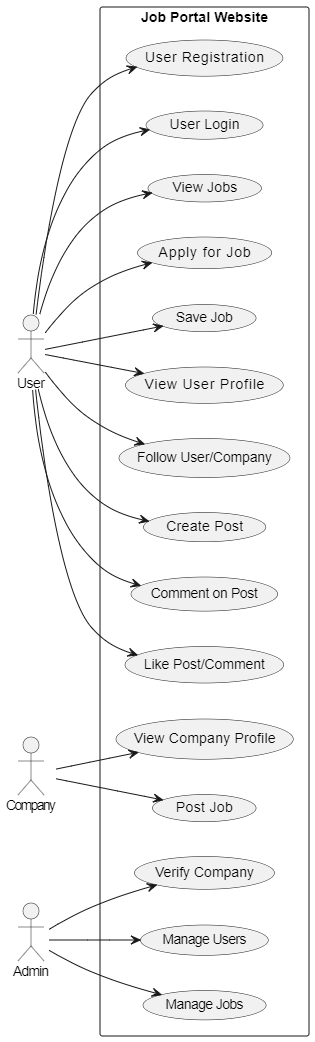 Job Portal Website
User Registration
User Login
View Jobs
Apply for Job
Save Job
User
View User Profile
Follow User/Company
Create Post
Comment on Post
Like Post/Comment
View Company Profile
Company
Post Job
Verify Company
Manage Users
Admin
Manage Jobs